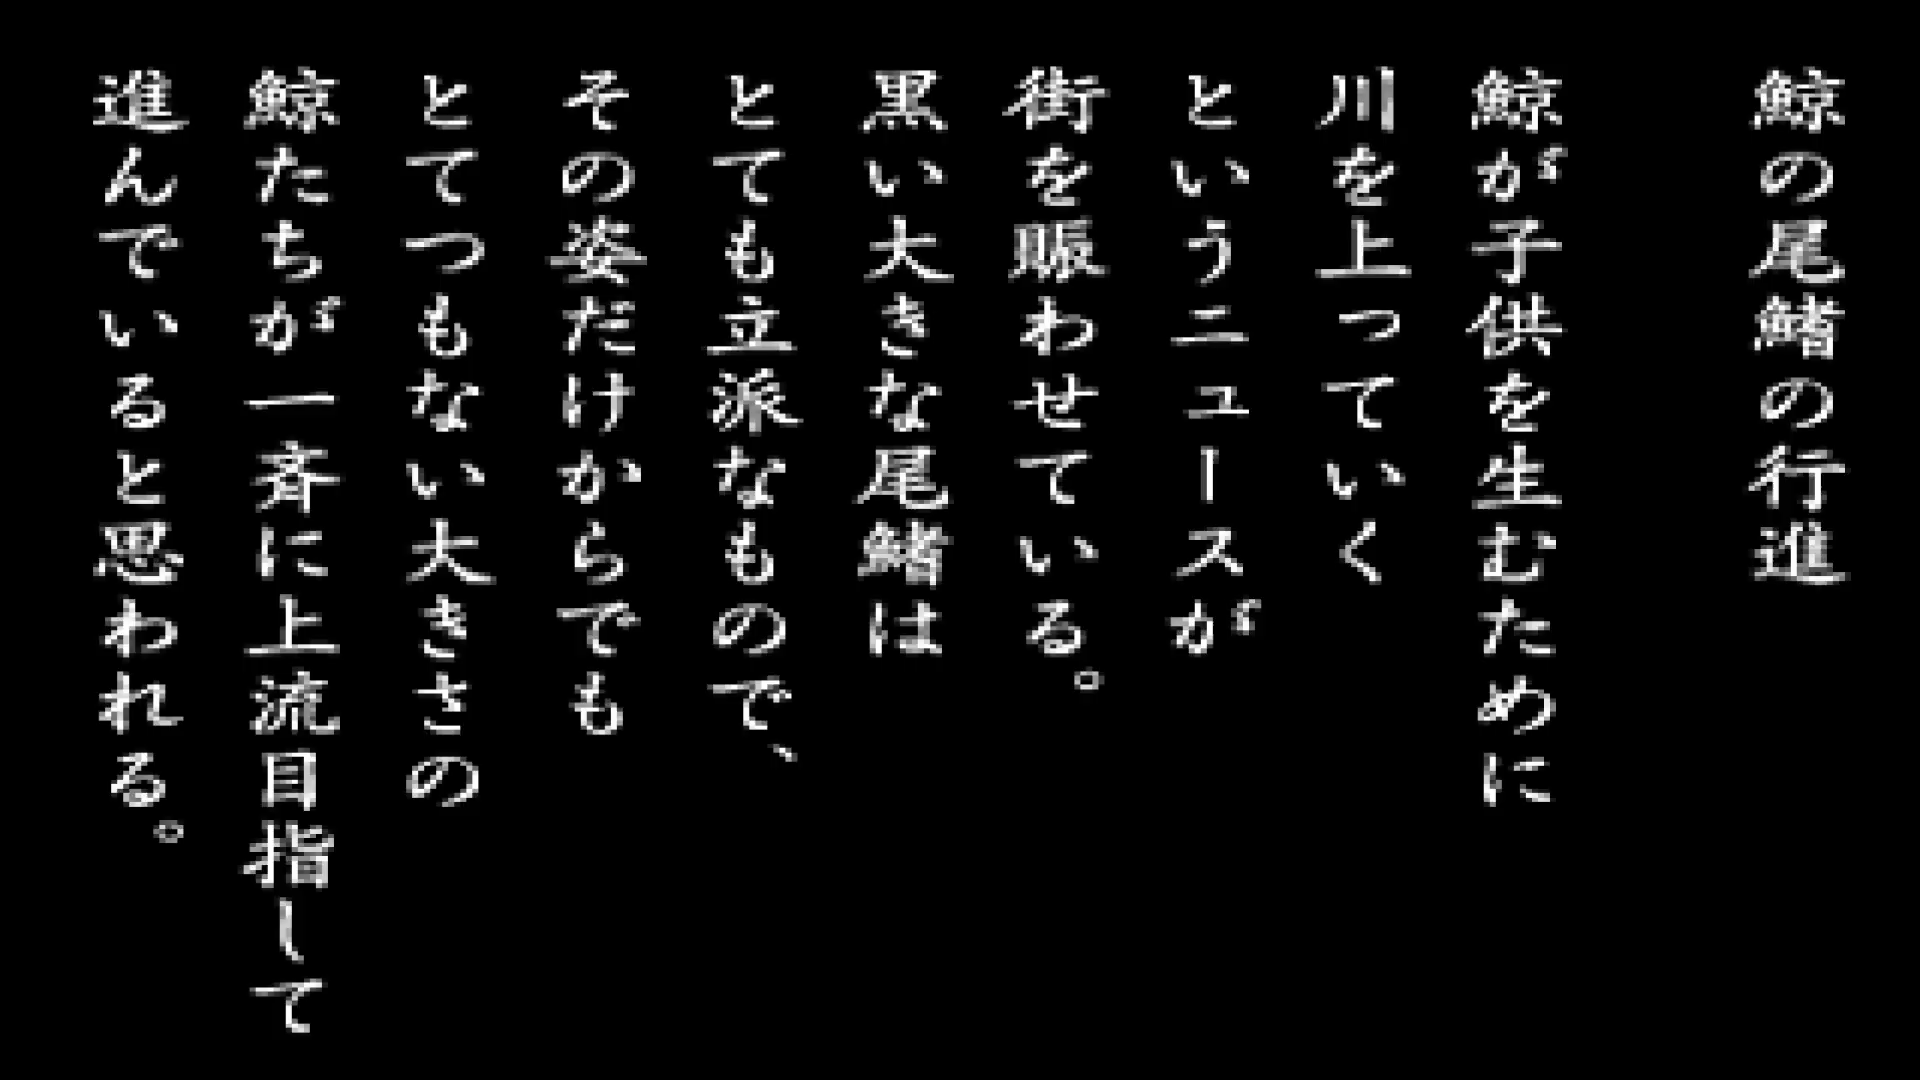 鯨の尾鰭の行進
鯨が子供を生むために
川を上っていく
というニュースが
街を賑わせている。
黒い大きな尾鰭は
とても立派なもので、
その姿だけからでも
とてつもない大きさの
鯨たちが一斉に上流目指して
進んでいると思われる。